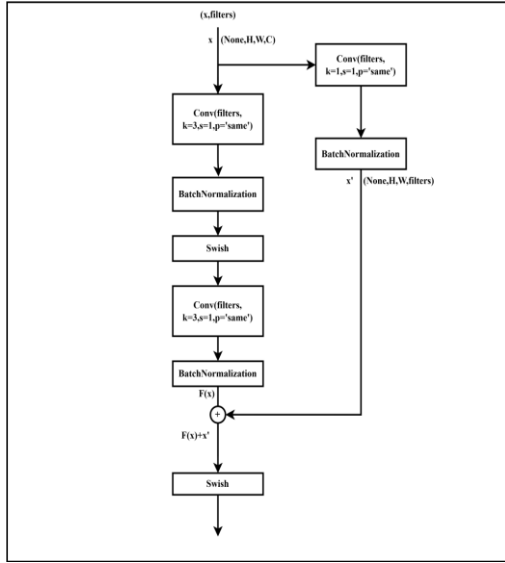 (x,filters)
x (None,H,W,C)
Conv(filters,
k=1,s=1,p='same')
Conv(filters,
k=3,s=1,p='same')
BatchNormalization
x' (None,H,W,filters)
BatchNormalization
Swish
Conv(filters,
k=3,s=1,p='same')
BatchNormalization
F(x)
+
F(x)+x'
Swish